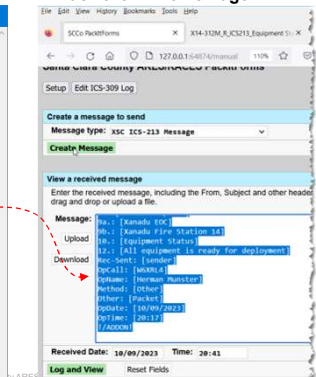 File Edit View History Bookmarks Tools Help
SCCo PackItForms × X14-312M_R_ICS213_Equipment St ×
127.0.0.1:64874/manual 110%
Santa Clara County ARES/RACES PackItForms
Setup Edit ICS-309 Log
Create a message to send
Message type: XSC ICS-213 Message
Create Message
View a received message
Enter the received message, including the From, Subject and other header
drag and drop or upload a file.
Message:
Upload
Download
9a.: [Xanadu EOC]
9b.: [Xanadu Fire Station 14]
10.: [Equipment Status]
12.: [All equipment is ready for deployment]
Rec-Sent: [sender]
OpCall: [W6XRL4]
OpName: [Herman Munster]
Method: [Other]
Other: [Packet]
OpDate: [10/09/2023]
OpTime: [20:17]
!/ADDON!
Received Date: 10/09/2023 Time: 20:41
Log and View Reset Fields